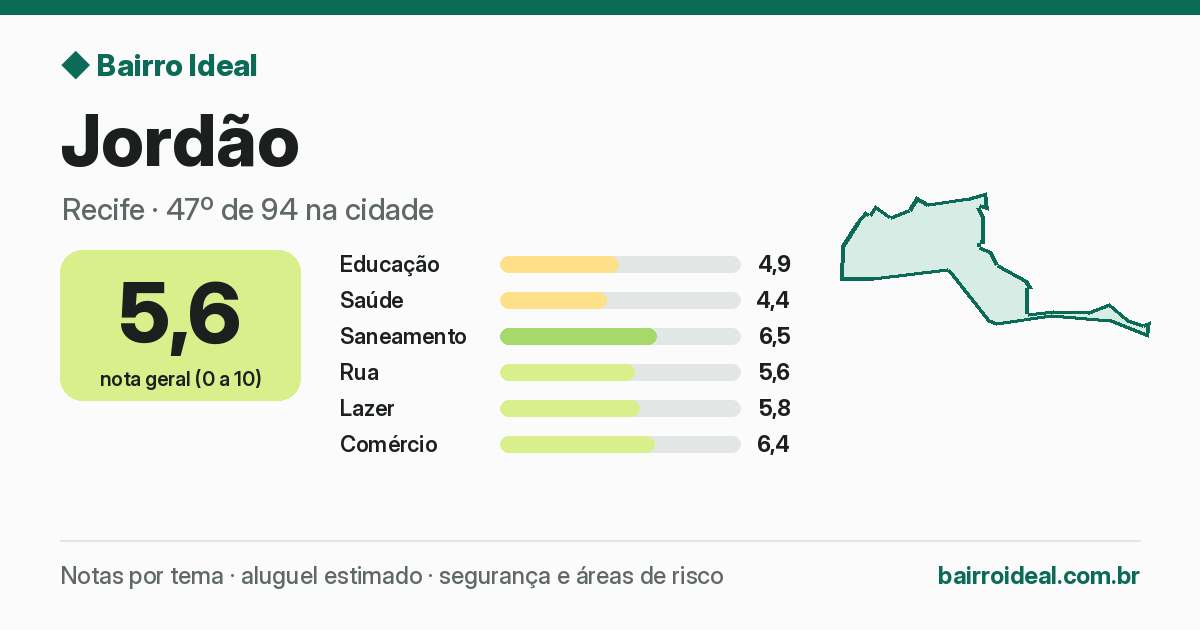 Bairro Ideal
Jordão
Recife · 47º de 94 na cidade
5,6
nota geral (0 a 10)
Educação 4,9
Saúde 4,4
Saneamento 6,5
Rua 5,6
Lazer 5,8
Comércio 6,4
Notas por tema · aluguel estimado · segurança e áreas de risco
bairroideal.com.br